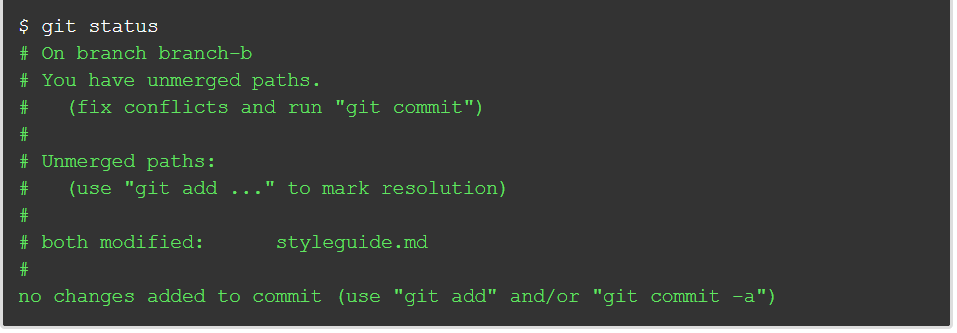 $ git status
# On branch branch-b
# You have unmerged paths.
#   (fix conflicts and run "git commit")
#
# Unmerged paths:
#   (use "git add ..." to mark resolution)
#
# both modified:      styleguide.md
#
no changes added to commit (use "git add" and/or "git commit -a")